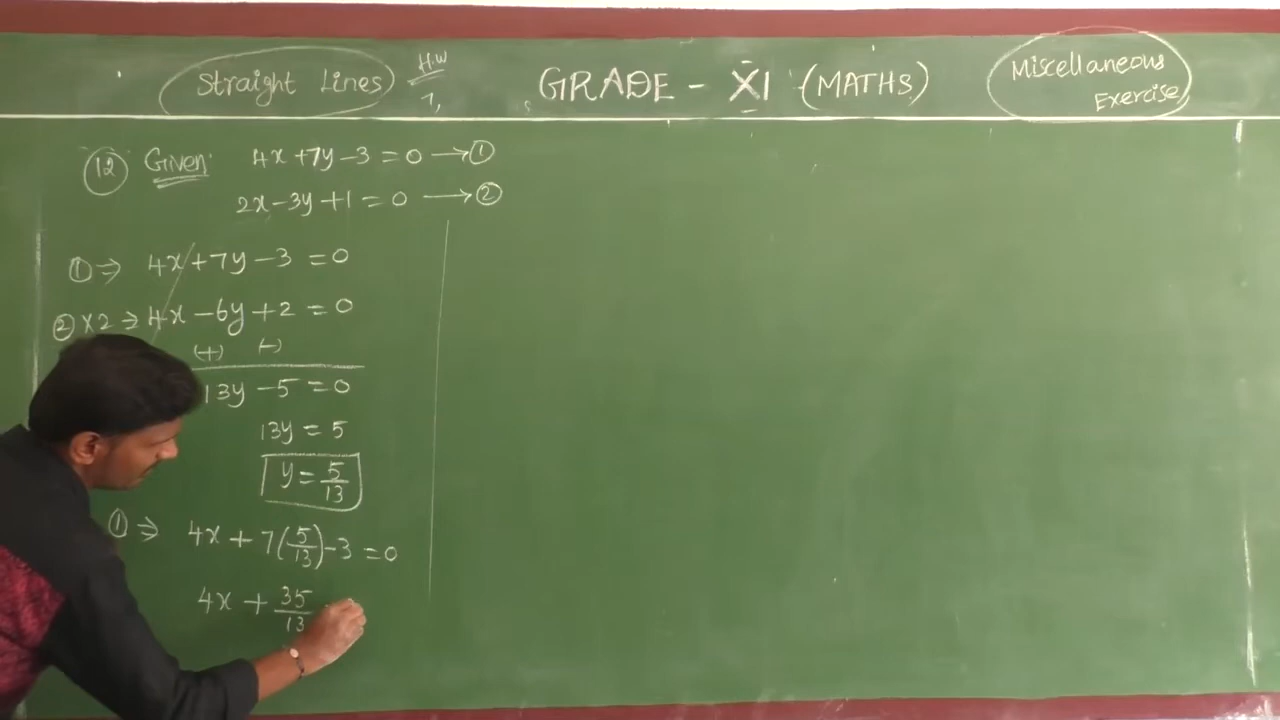 Straight Lines H.W 1, GRADE - XI (MATHS) Miscellaneous Exercise
12 Given: 4x + 7y - 3 = 0 → ①
2x - 3y + 1 = 0 → ②
① ⇒ 4x + 7y - 3 = 0
② × 2 ⇒ 4x - 6y + 2 = 0
(+) (-)
13y - 5 = 0
13y = 5
y = 5/13
① ⇒ 4x + 7(5/13) - 3 = 0
4x + 35/13